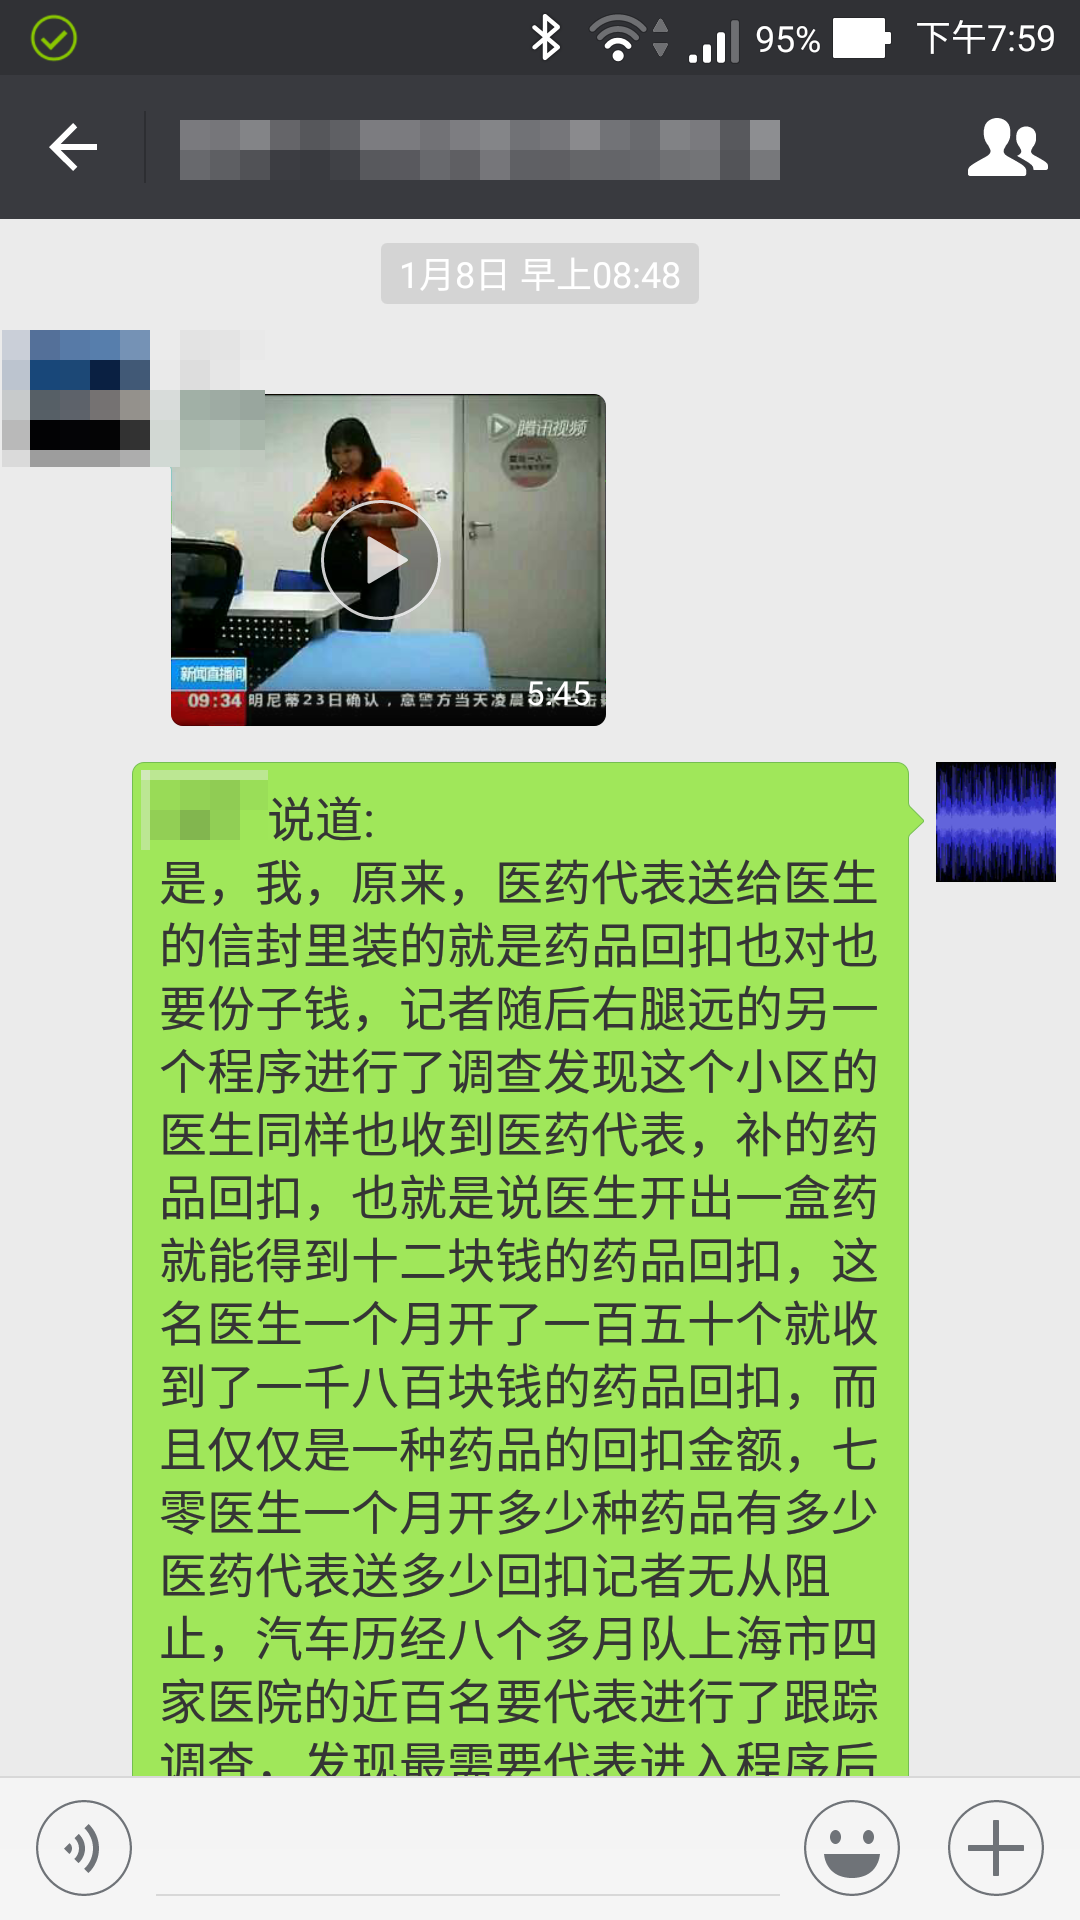 95% 下午7:59
1月8日 早上08:48
腾讯视频
新闻直播间
5:45
09:34 明尼蒂23日确认，意警方当天凌晨
说道:
是，我，原来，医药代表送给医生
的信封里装的就是药品回扣也对也
要份子钱，记者随后右腿远的另一
个程序进行了调查发现这个小区的
医生同样也收到医药代表，补的药
品回扣，也就是说医生开出一盒药
就能得到十二块钱的药品回扣，这
名医生一个月开了一百五十个就收
到了一千八百块钱的药品回扣，而
且仅仅是一种药品的回扣金额，七
零医生一个月开多少种药品有多少
医药代表送多少回扣记者无从阻
止，汽车历经八个多月队上海市四
家医院的近百名要代表进行了跟踪
调查，发现最需要代表进入程序后